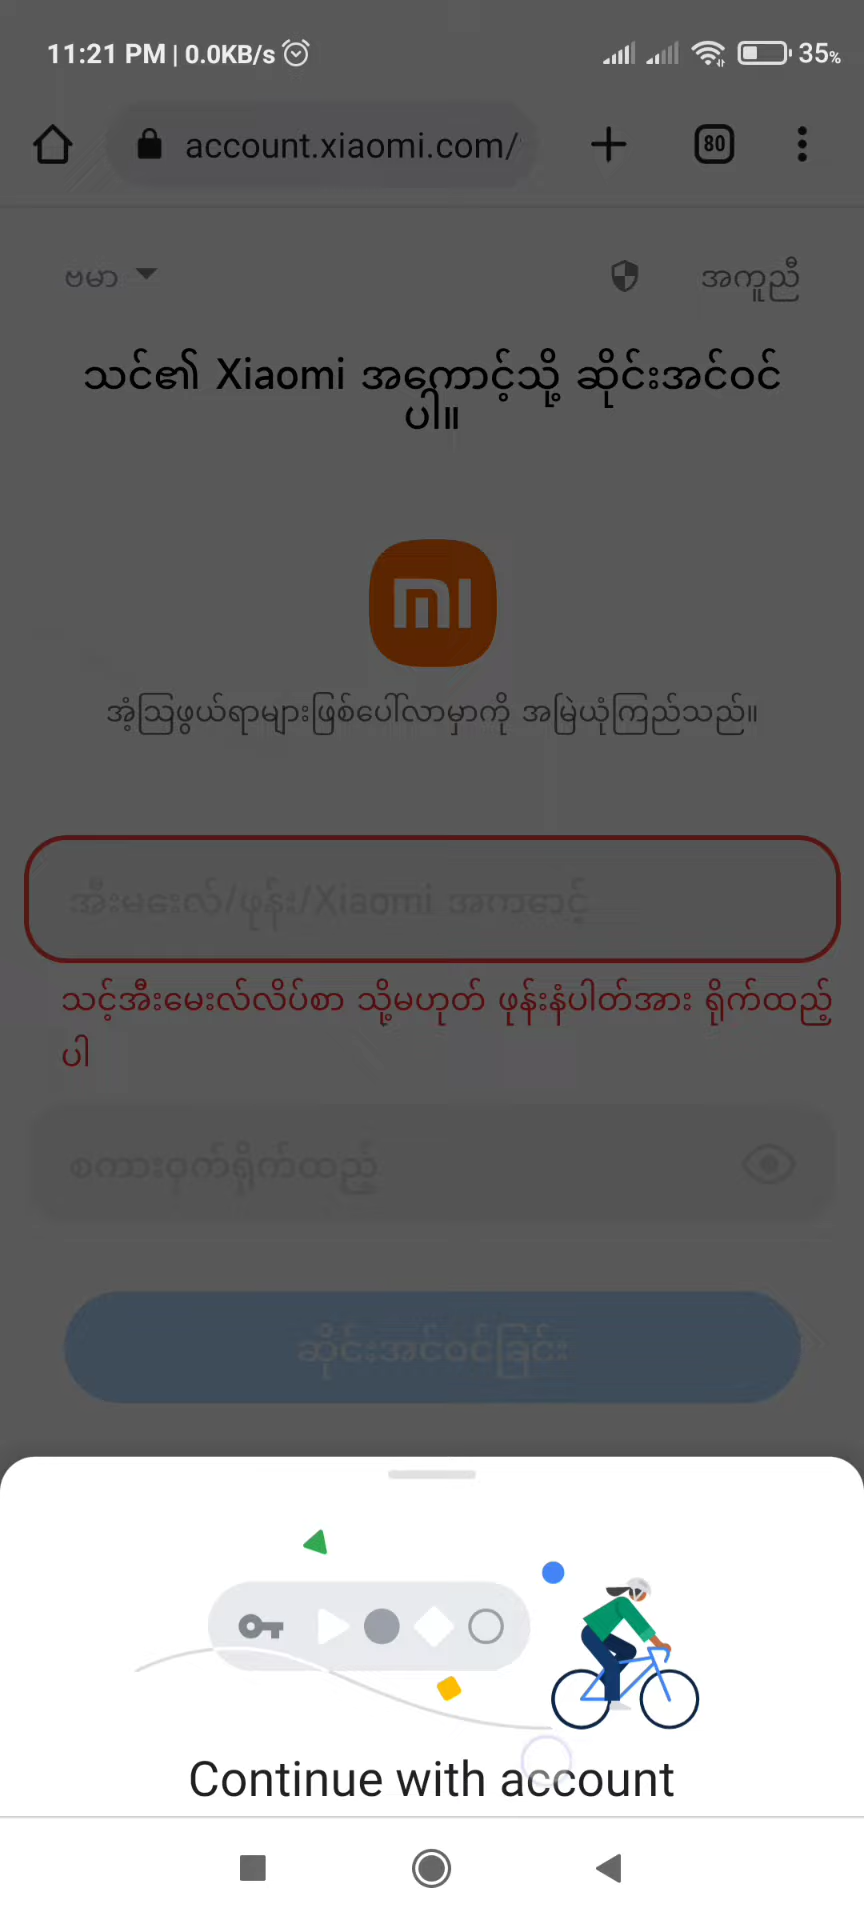 11:21 PM | 0.0KB/s
35%
account.xiaomi.com/
80
ဗမာ
အကူညီ
သင်၏ Xiaomi အကောင့်သို့ ဆိုင်းအင်ဝင်
ပါ။
အံ့ဩဖွယ်ရာများဖြစ်ပေါ်လာမှာကို အမြဲယုံကြည်သည်။
အီးမေးလ်/ဖုန်း/Xiaomi အကောင့်
သင့်အီးမေးလ်လိပ်စာ သို့မဟုတ် ဖုန်းနံပါတ်အား ရိုက်ထည့်
ပါ
စကားဝှက်ရိုက်ထည့်
ဆိုင်းအင်ဝင်ခြင်း
Continue with account